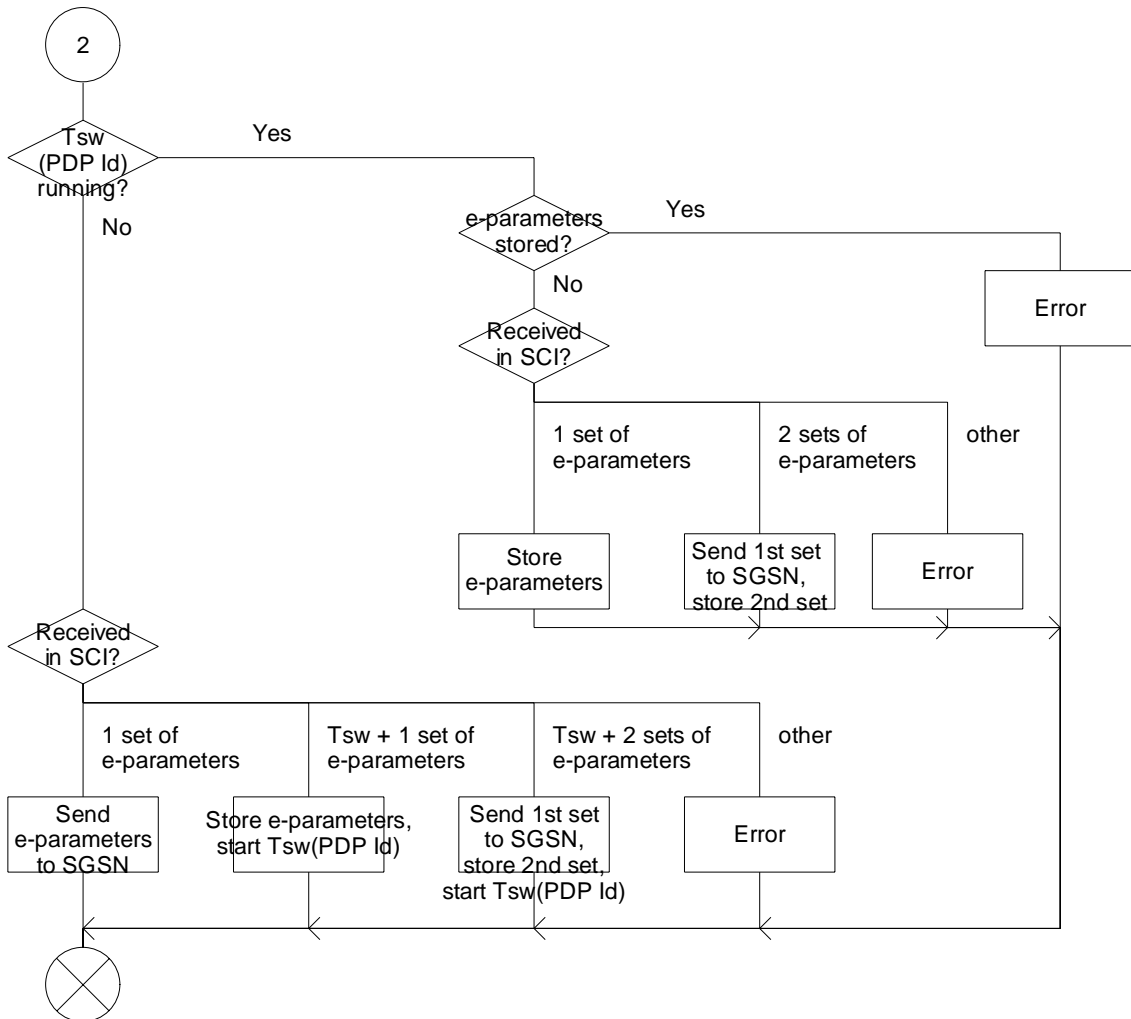 2
Tsw
(PDP Id)
running?
Yes
No
e-parameters
stored?
Yes
No
Error
Received
in SCI?
1 set of
e-parameters
2 sets of
e-parameters
other
Store
e-parameters
Send 1st set
to SGSN,
store 2nd set
Error
Received
in SCI?
1 set of
e-parameters
Tsw + 1 set of
e-parameters
Tsw + 2 sets of
e-parameters
other
Send
e-parameters
to SGSN
Store e-parameters,
start Tsw(PDP Id)
Send 1st set
to SGSN,
store 2nd set,
start Tsw(PDP Id)
Error